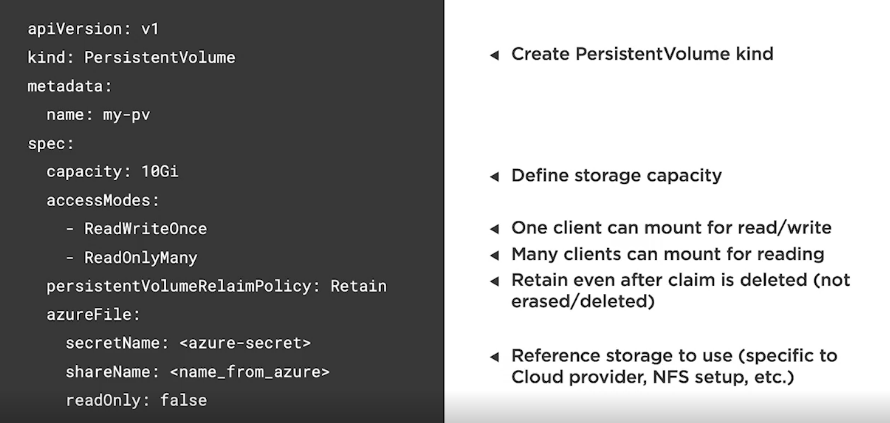 apiVersion: v1
kind: PersistentVolume
metadata:
  name: my-pv
spec:
  capacity: 10Gi
  accessModes:
    - ReadWriteOnce
    - ReadOnlyMany
  persistentVolumeRelaimPolicy: Retain
  azureFile:
    secretName: <azure-secret>
    shareName: <name_from_azure>
    readOnly: false
Create PersistentVolume kind
Define storage capacity
One client can mount for read/write
Many clients can mount for reading
Retain even after claim is deleted (not
erased/deleted)
Reference storage to use (specific to
Cloud provider, NFS setup, etc.)